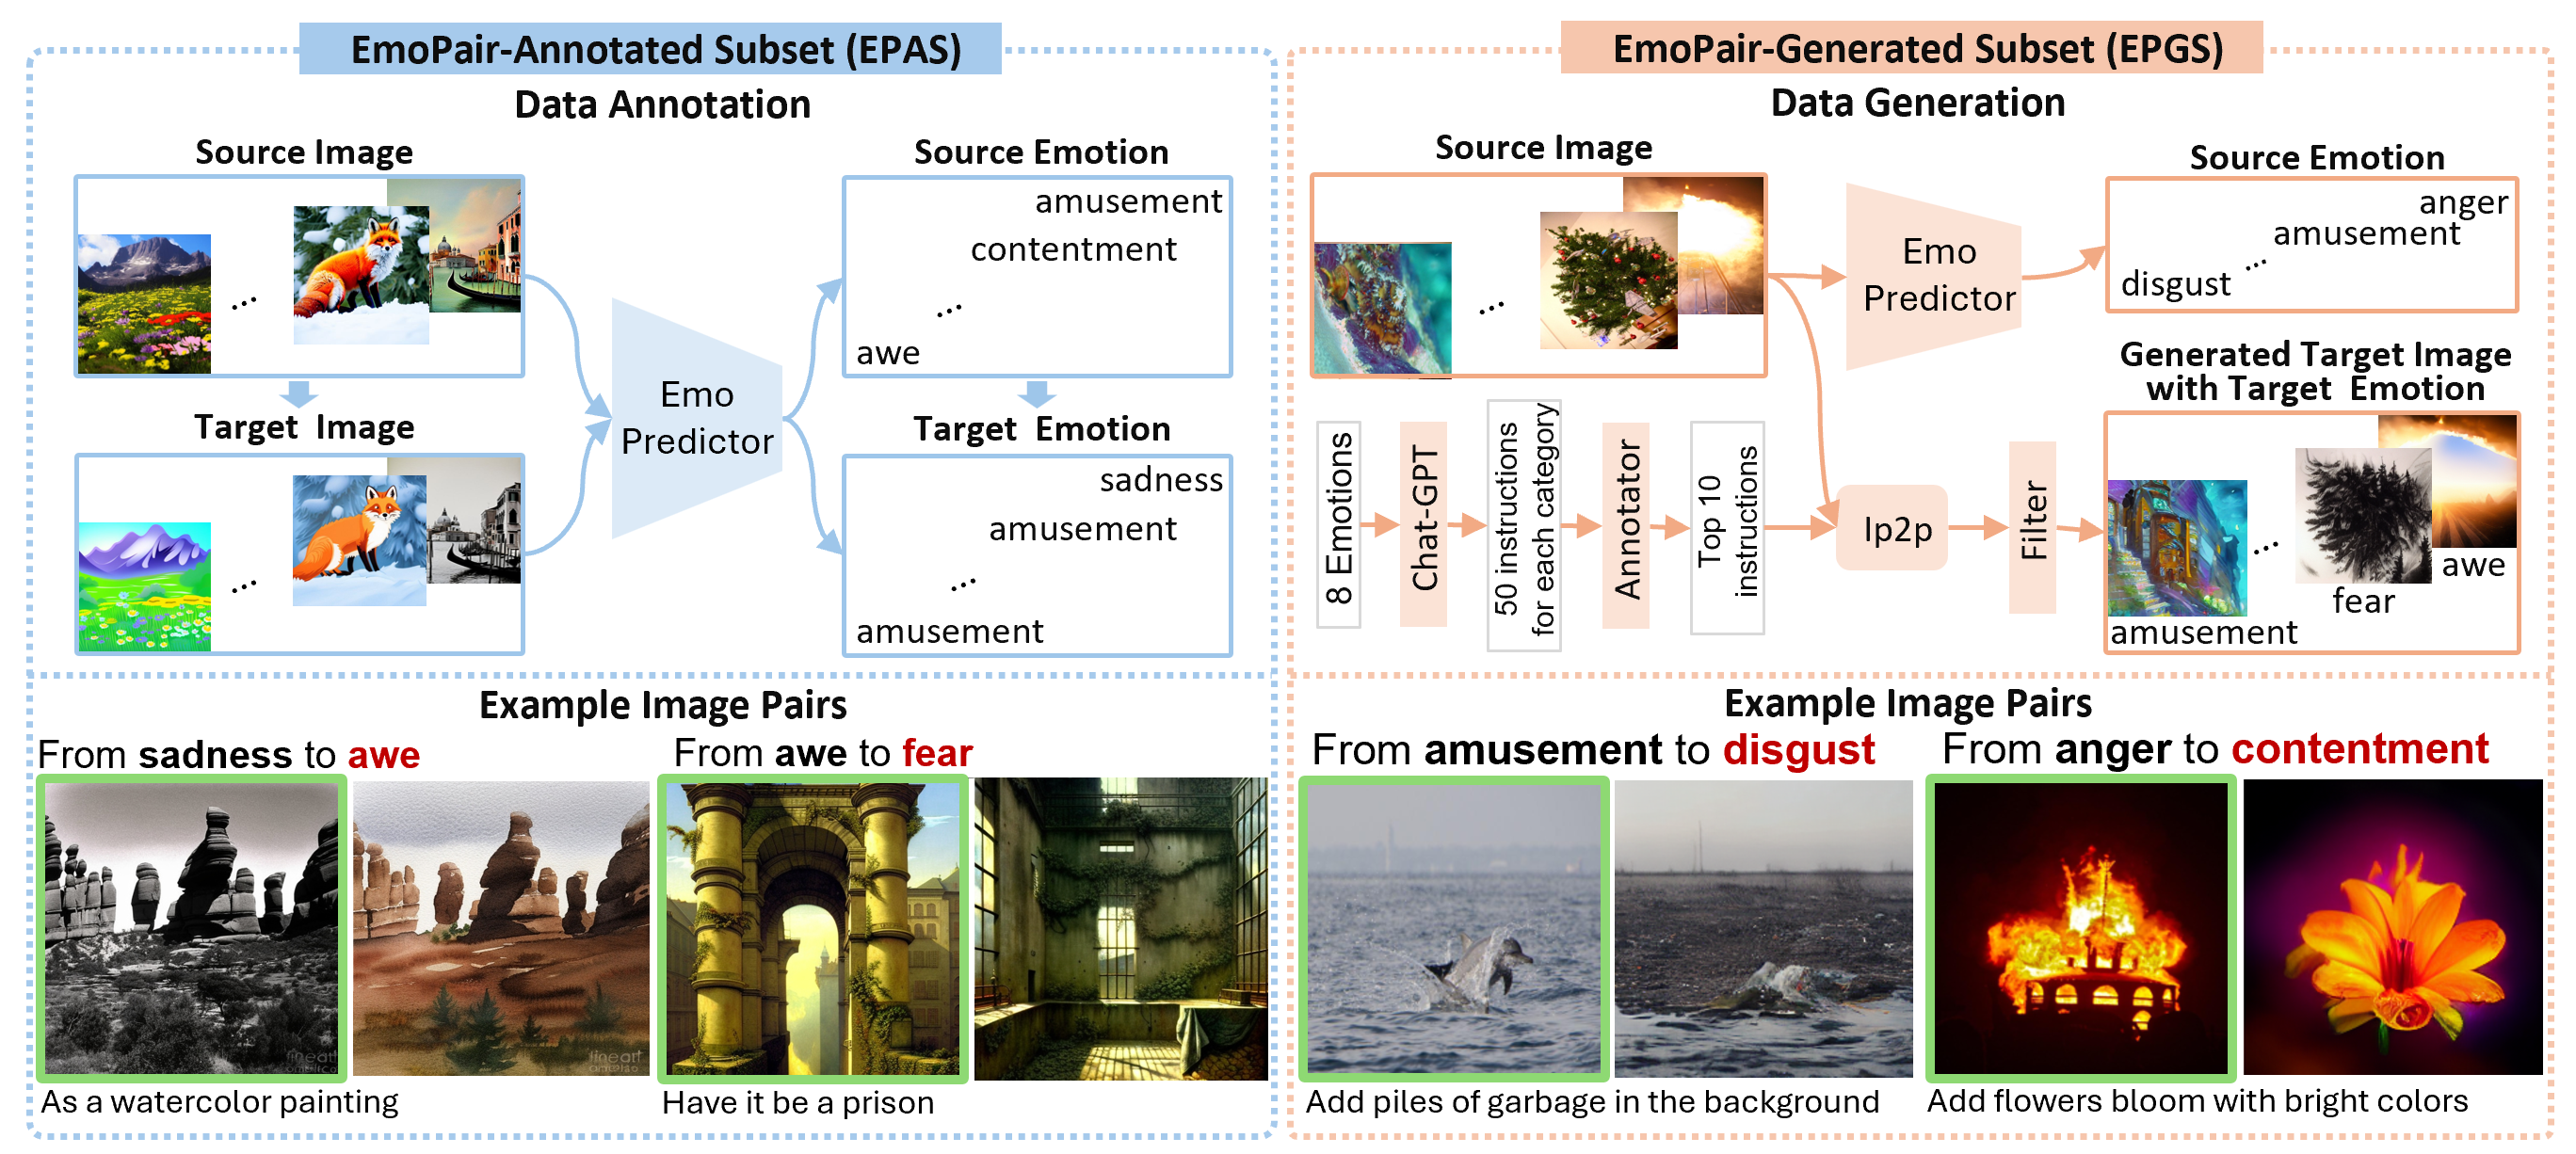 EmoPair-Annotated Subset (EPAS)
Data Annotation
Source Image
...
Target Image
...
Emo
Predictor
Source Emotion
amusement
contentment
...
awe
Target Emotion
sadness
amusement
...
amusement
Example Image Pairs
From sadness to awe
As a watercolor painting
From awe to fear
Have it be a prison
EmoPair-Generated Subset (EPGS)
Data Generation
Source Image
...
Emo
Predictor
Source Emotion
anger
amusement
...
disgust
8 Emotions
Chat-GPT
50 instructions
for each category
Annotator
Top 10
instructions
Ip2p
Filter
Generated Target Image
with Target Emotion
...
awe
fear
amusement
Example Image Pairs
From amusement to disgust
Add piles of garbage in the background
From anger to contentment
Add flowers bloom with bright colors